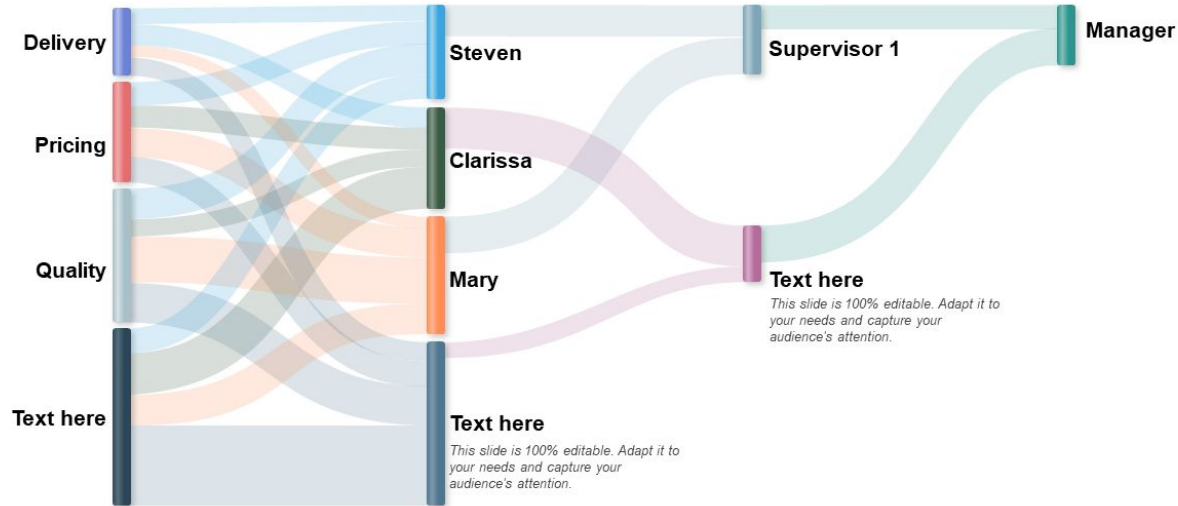 Delivery
Pricing
Quality
Text here
Steven
Clarissa
Mary
Text here
This slide is 100% editable. Adapt it to
your needs and capture your
audience's attention.
Supervisor 1
Text here
This slide is 100% editable. Adapt it to
your needs and capture your
audience's attention.
Manager